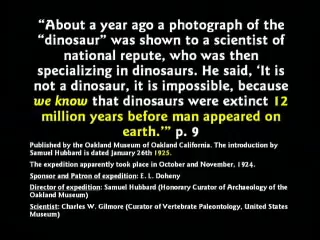 “About a year ago a photograph of the
“dinosaur” was shown to a scientist of
national repute, who was then
specializing in dinosaurs. He said, ‘It is
not a dinosaur, it is impossible, because
we know that dinosaurs were extinct 12
million years before man appeared on
earth.’” p. 9
Published by the Oakland Museum of Oakland California. The introduction by
Samuel Hubbard is dated January 26th 1925.
The expedition apparently took place in October and November, 1924.
Sponsor and Patron of expedition: E. L. Doheny
Director of expedition: Samuel Hubbard (Honorary Curator of Archaeology of the
Oakland Museum)
Scientist: Charles W. Gilmore (Curator of Vertebrate Paleontology, United States
Museum)